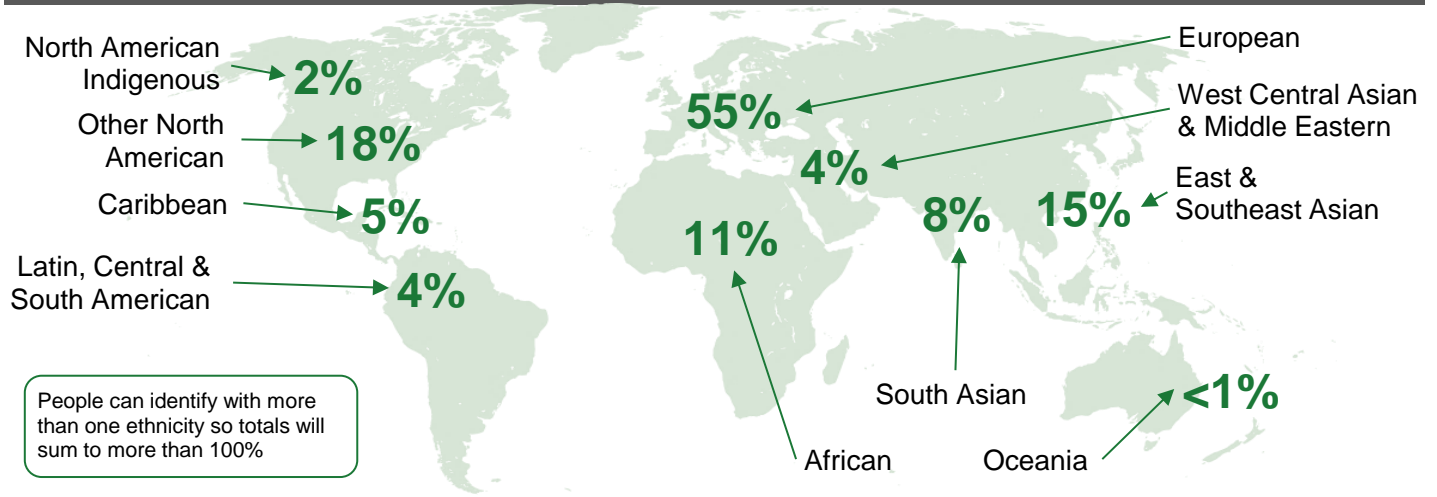 North American
Indigenous
2%
Other North
American
18%
Caribbean
5%
Latin, Central &
South American
4%
European
55%
West Central Asian
& Middle Eastern
4%
East &
Southeast Asian
15%
8%
South Asian
11%
African
<1%
Oceania
People can identify with more
than one ethnicity so totals will
sum to more than 100%